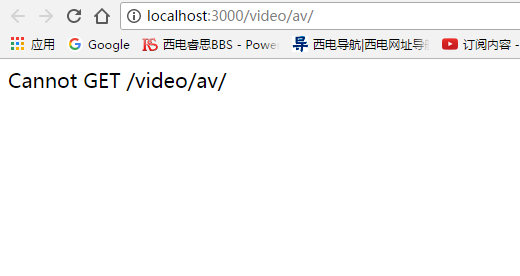 localhost:3000/video/av/
应用 Google 西电睿思BBS - Powe 西电导航|西电网址导 订阅内容 -
Cannot GET /video/av/